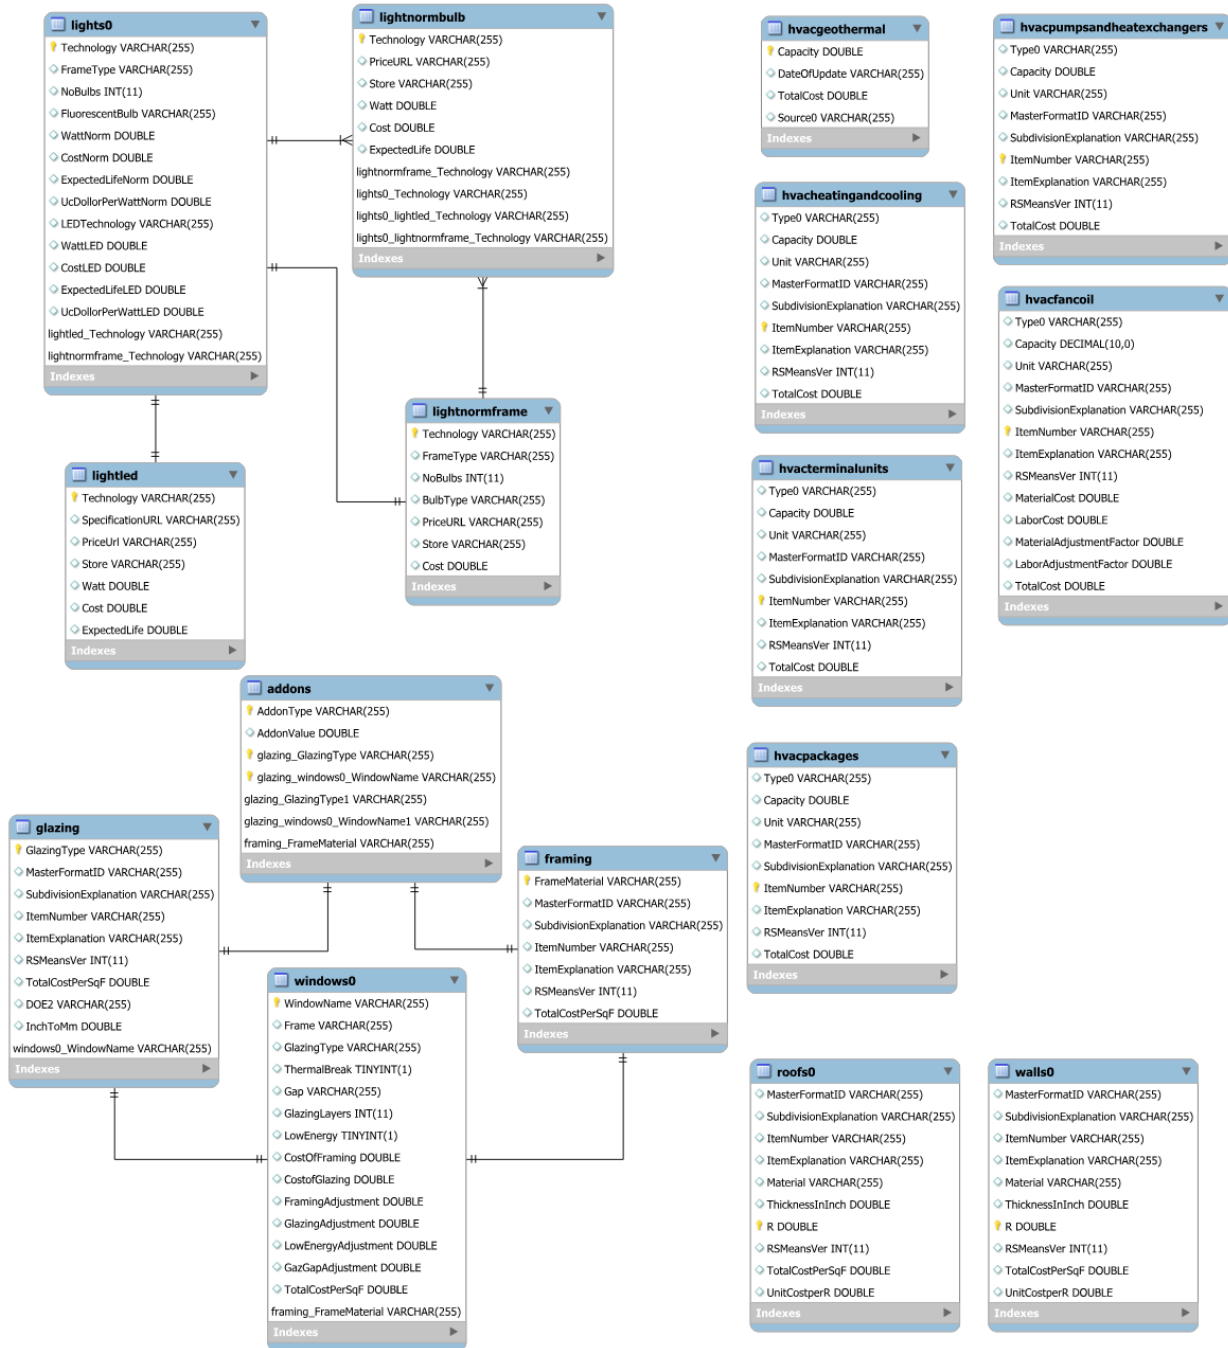 lights0
Technology VARCHAR(255)
FrameType VARCHAR(255)
NoBulbs INT(11)
FluorescentBulb VARCHAR(255)
WattNorm DOUBLE
CostNorm DOUBLE
ExpectedLifeNorm DOUBLE
UcDollorPerWattNorm DOUBLE
LEDTechnology VARCHAR(255)
WattLED DOUBLE
CostLED DOUBLE
ExpectedLifeLED DOUBLE
UcDollorPerWattLED DOUBLE
lightled_Technology VARCHAR(255)
lightnormframe_Technology VARCHAR(255)
Indexes
lightnormbulb
Technology VARCHAR(255)
PriceURL VARCHAR(255)
Store VARCHAR(255)
Watt DOUBLE
Cost DOUBLE
ExpectedLife DOUBLE
lightnormframe_Technology VARCHAR(255)
lights0_Technology VARCHAR(255)
lights0_lightled_Technology VARCHAR(255)
lights0_lightnormframe_Technology VARCHAR(255)
Indexes
hvacgeothermal
Capacity DOUBLE
DateOfUpdate VARCHAR(255)
TotalCost DOUBLE
Source0 VARCHAR(255)
Indexes
hvacpumpsandheatexchangers
Type0 VARCHAR(255)
Capacity DOUBLE
Unit VARCHAR(255)
MasterFormatID VARCHAR(255)
SubdivisionExplanation VARCHAR(255)
ItemNumber VARCHAR(255)
ItemExplanation VARCHAR(255)
RSMeansVer INT(11)
TotalCost DOUBLE
Indexes
hvacheatingandcooling
Type0 VARCHAR(255)
Capacity DOUBLE
Unit VARCHAR(255)
MasterFormatID VARCHAR(255)
SubdivisionExplanation VARCHAR(255)
ItemNumber VARCHAR(255)
ItemExplanation VARCHAR(255)
RSMeansVer INT(11)
TotalCost DOUBLE
Indexes
hvacfancoil
Type0 VARCHAR(255)
Capacity DECIMAL(10,0)
Unit VARCHAR(255)
MasterFormatID VARCHAR(255)
SubdivisionExplanation VARCHAR(255)
ItemNumber VARCHAR(255)
ItemExplanation VARCHAR(255)
RSMeansVer INT(11)
MaterialCost DOUBLE
LaborCost DOUBLE
MaterialAdjustmentFactor DOUBLE
LaborAdjustmentFactor DOUBLE
TotalCost DOUBLE
Indexes
lightnormframe
Technology VARCHAR(255)
FrameType VARCHAR(255)
NoBulbs INT(11)
BulbType VARCHAR(255)
PriceURL VARCHAR(255)
Store VARCHAR(255)
Cost DOUBLE
Indexes
lightled
Technology VARCHAR(255)
SpecificationURL VARCHAR(255)
PriceUrl VARCHAR(255)
Store VARCHAR(255)
Watt DOUBLE
Cost DOUBLE
ExpectedLife DOUBLE
Indexes
hvacterminalunits
Type0 VARCHAR(255)
Capacity DOUBLE
Unit VARCHAR(255)
MasterFormatID VARCHAR(255)
SubdivisionExplanation VARCHAR(255)
ItemNumber VARCHAR(255)
ItemExplanation VARCHAR(255)
RSMeansVer INT(11)
TotalCost DOUBLE
Indexes
addons
AddonType VARCHAR(255)
AddonValue DOUBLE
glazing_GlazingType VARCHAR(255)
glazing_windows0_WindowName VARCHAR(255)
glazing_GlazingType1 VARCHAR(255)
glazing_windows0_WindowName1 VARCHAR(255)
framing_FrameMaterial VARCHAR(255)
Indexes
hvacpackages
Type0 VARCHAR(255)
Capacity DOUBLE
Unit VARCHAR(255)
MasterFormatID VARCHAR(255)
SubdivisionExplanation VARCHAR(255)
ItemNumber VARCHAR(255)
ItemExplanation VARCHAR(255)
RSMeansVer INT(11)
TotalCost DOUBLE
Indexes
glazing
GlazingType VARCHAR(255)
MasterFormatID VARCHAR(255)
SubdivisionExplanation VARCHAR(255)
ItemNumber VARCHAR(255)
ItemExplanation VARCHAR(255)
RSMeansVer INT(11)
TotalCostPerSqF DOUBLE
DOE2 VARCHAR(255)
InchToMm DOUBLE
windows0_WindowName VARCHAR(255)
Indexes
framing
FrameMaterial VARCHAR(255)
MasterFormatID VARCHAR(255)
SubdivisionExplanation VARCHAR(255)
ItemNumber VARCHAR(255)
ItemExplanation VARCHAR(255)
RSMeansVer INT(11)
TotalCostPerSqF DOUBLE
Indexes
windows0
WindowName VARCHAR(255)
Frame VARCHAR(255)
GlazingType VARCHAR(255)
ThermalBreak TINYINT(1)
Gap VARCHAR(255)
GlazingLayers INT(11)
LowEnergy TINYINT(1)
CostOfFraming DOUBLE
CostofGlazing DOUBLE
FramingAdjustment DOUBLE
GlazingAdjustment DOUBLE
LowEnergyAdjustment DOUBLE
GazGapAdjustment DOUBLE
TotalCostPerSqF DOUBLE
framing_FrameMaterial VARCHAR(255)
Indexes
roofs0
MasterFormatID VARCHAR(255)
SubdivisionExplanation VARCHAR(255)
ItemNumber VARCHAR(255)
ItemExplanation VARCHAR(255)
Material VARCHAR(255)
ThicknessInInch DOUBLE
R DOUBLE
RSMeansVer INT(11)
TotalCostPerSqF DOUBLE
UnitCostperR DOUBLE
Indexes
walls0
MasterFormatID VARCHAR(255)
SubdivisionExplanation VARCHAR(255)
ItemNumber VARCHAR(255)
ItemExplanation VARCHAR(255)
Material VARCHAR(255)
ThicknessInInch DOUBLE
R DOUBLE
RSMeansVer INT(11)
TotalCostPerSqF DOUBLE
UnitCostperR DOUBLE
Indexes